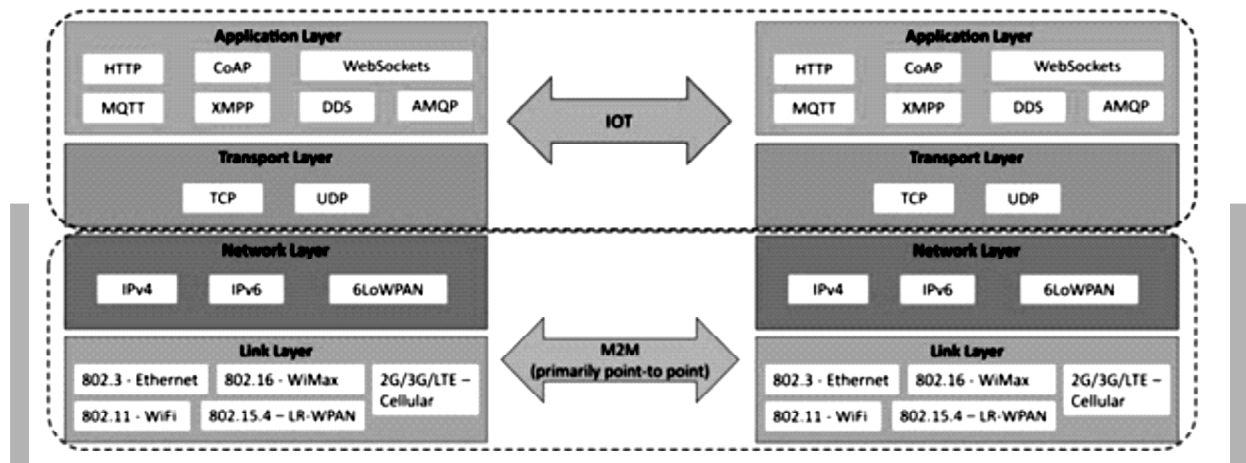 Application Layer
HTTP CoAP WebSockets
MQTT XMPP DDS AMQP
Transport Layer
TCP UDP
Network Layer
IPv4 IPv6 6LoWPAN
Link Layer
802.3 - Ethernet 802.16 - WiMax 2G/3G/LTE –
Cellular
802.11 - WiFi 802.15.4 – LR-WPAN
IOT
M2M
(primarily point-to point)
Application Layer
HTTP CoAP WebSockets
MQTT XMPP DDS AMQP
Transport Layer
TCP UDP
Network Layer
IPv4 IPv6 6LoWPAN
Link Layer
802.3 - Ethernet 802.16 - WiMax 2G/3G/LTE –
Cellular
802.11 - WiFi 802.15.4 – LR-WPAN